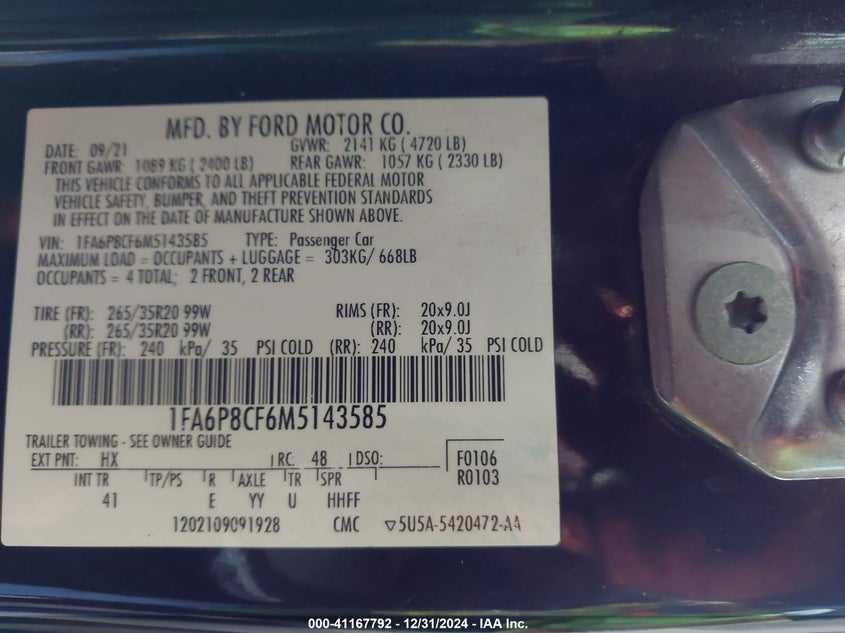 MFD. BY FORD MOTOR CO.
DATE: 09/21 GVWR: 2141 KG ( 4720 LB)
FRONT GAWR: 1089 KG ( 2400 LB) REAR GAWR: 1057 KG ( 2330 LB)
THIS VEHICLE CONFORMS TO ALL APPLICABLE FEDERAL MOTOR
VEHICLE SAFETY, BUMPER, AND THEFT PREVENTION STANDARDS
IN EFFECT ON THE DATE OF MANUFACTURE SHOWN ABOVE.
VIN: 1FA6P8CF6M5143585 TYPE: Passenger Car
MAXIMUM LOAD = OCCUPANTS + LUGGAGE = 303KG/ 668LB
OCCUPANTS = 4 TOTAL; 2 FRONT, 2 REAR
TIRE (FR): 265/35R20 99W RIMS (FR): 20x9.0J
(RR): 265/35R20 99W (RR): 20x9.0J
PRESSURE (FR): 240 kPa/ 35 PSI COLD (RR): 240 kPa/ 35 PSI COLD
1FA6P8CF6M5143585
TRAILER TOWING - SEE OWNER GUIDE
EXT PNT: HX RC: 48 DSO: F0106
INT TR TP/PS R AXLE TR SPR R0103
41 E YY U HHFF
1202109091928 CMC ▽5U5A-5420472-AA
000-41167792 - 12/31/2024 - IAA Inc.